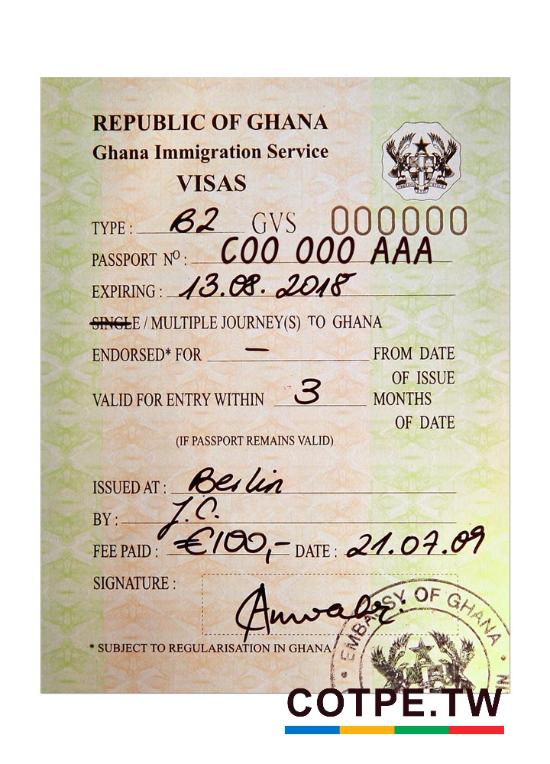 REPUBLIC OF GHANA
Ghana Immigration Service
VISAS
TYPE : B2 GVS 000000
PASSPORT Nº : C00 000 AAA
EXPIRING : 13.08.2018
SINGLE / MULTIPLE JOURNEY(S) TO GHANA
ENDORSED* FOR — FROM DATE
OF ISSUE
VALID FOR ENTRY WITHIN 3 MONTHS
OF DATE
(IF PASSPORT REMAINS VALID)
ISSUED AT : Berlin
BY : J.C.
FEE PAID : €100,- DATE : 21.07.09
SIGNATURE :
* SUBJECT TO REGULARISATION IN GHANA
EMBASSY OF GHANA
COTPE.TW